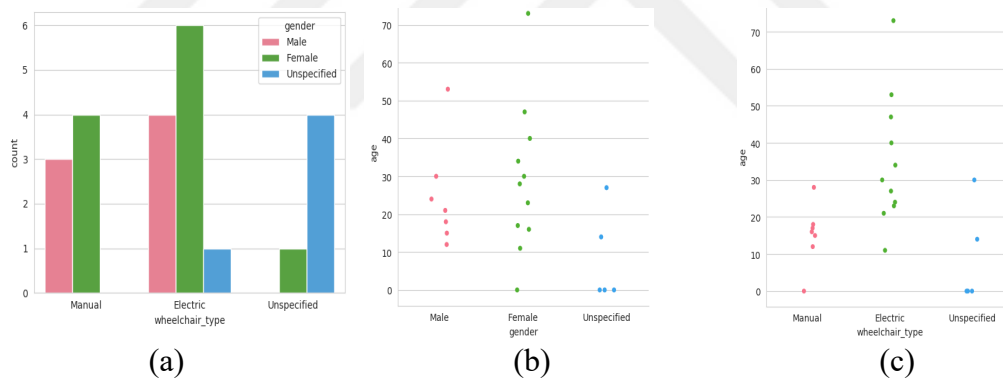 gender
Male
Female
Unspecified
6
5
4
3
2
1
0
count
Manual Electric Unspecified
wheelchair_type
(a)
70
60
50
40
30
20
10
0
age
Male Female Unspecified
gender
(b)
70
60
50
40
30
20
10
0
age
Manual Electric Unspecified
wheelchair_type
(c)